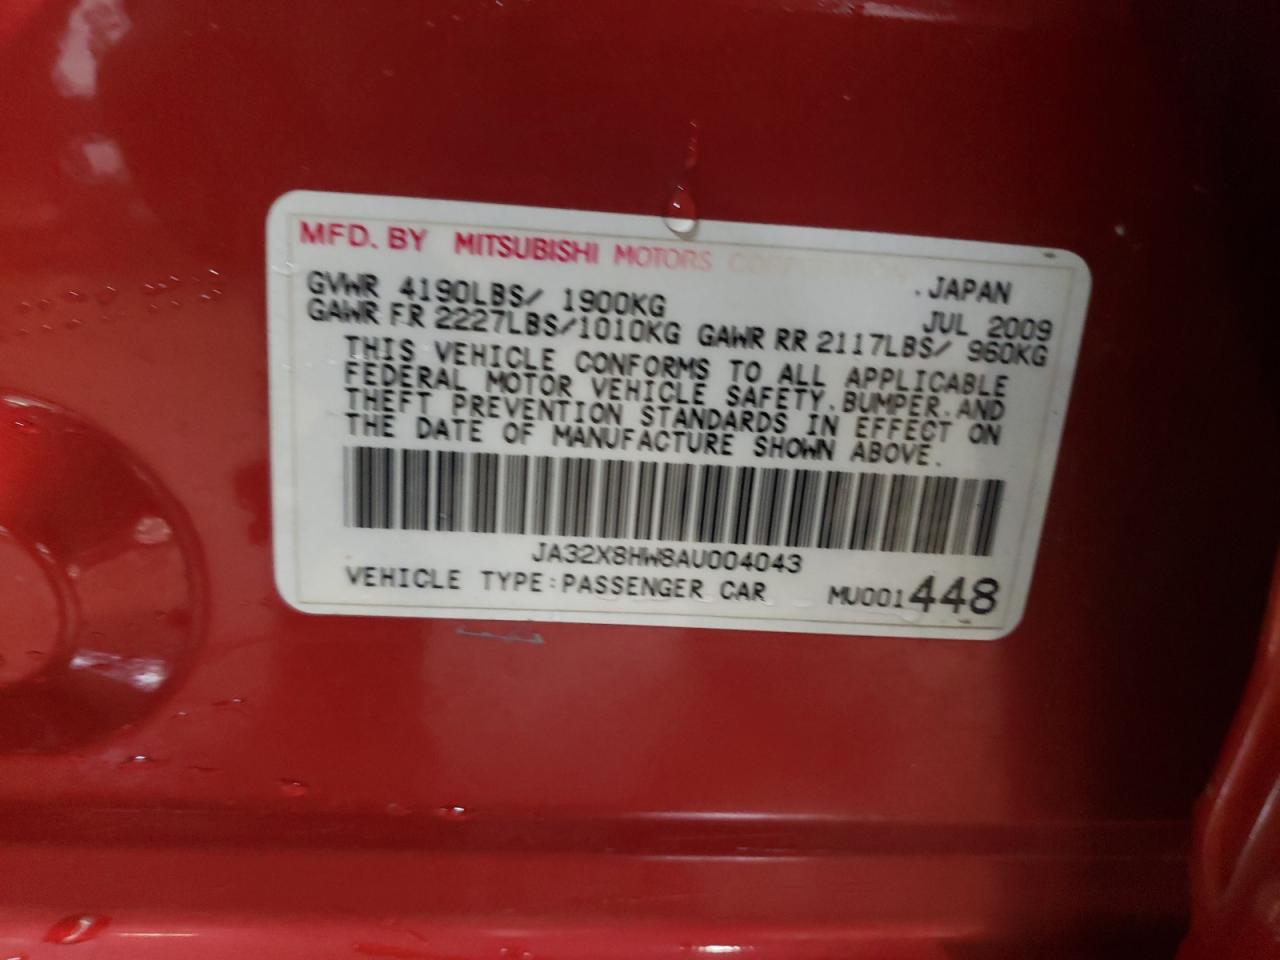 MFD. BY MITSUBISHI MOTORS CORPORATION
. JAPAN
GVWR 4190LBS/ 1900KG JUL 2009
GAWR FR 2227LBS/1010KG GAWR RR 2117LBS/ 960KG
THIS VEHICLE CONFORMS TO ALL APPLICABLE
FEDERAL MOTOR VEHICLE SAFETY, BUMPER, AND
THEFT PREVENTION STANDARDS IN EFFECT ON
THE DATE OF MANUFACTURE SHOWN ABOVE.
JA32X8HW8AU004043
VEHICLE TYPE:PASSENGER CAR MU001448